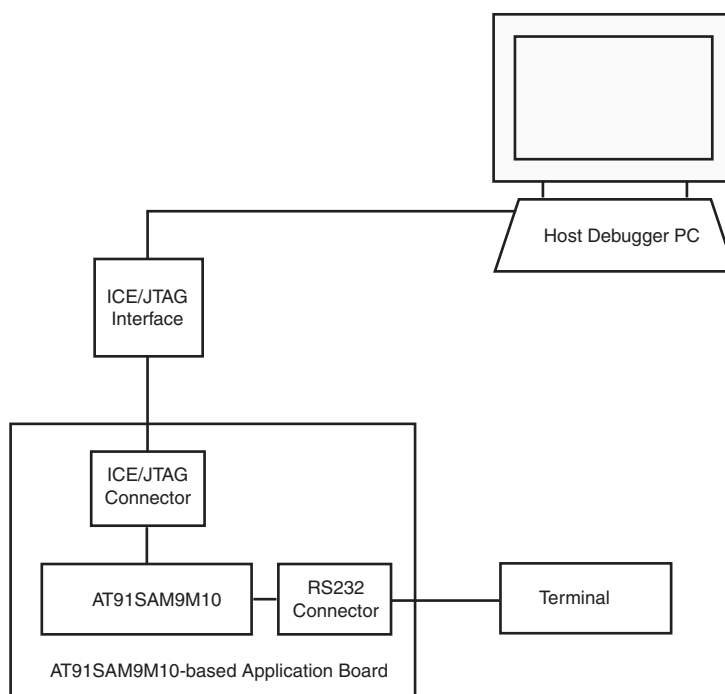 Host Debugger PC
ICE/JTAG
Interface
ICE/JTAG
Connector
AT91SAM9M10
RS232
Connector
Terminal
AT91SAM9M10-based Application Board